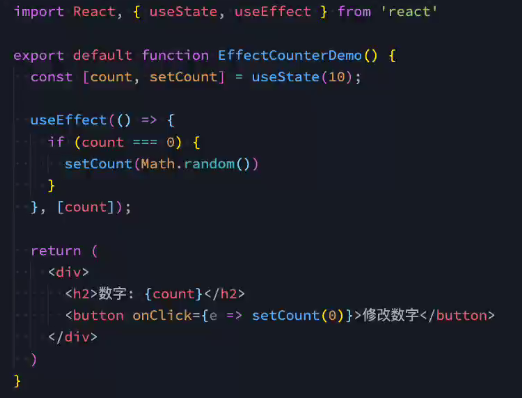 import React, { useState, useEffect } from 'react'
export default function EffectCounterDemo() {
const [count, setCount] = useState(10);
useEffect(() => {
if (count === 0) {
setCount(Math.random())
}
}, [count]);
return (
<div>
<h2>数字: {count}</h2>
<button onClick={e => setCount(0)}>修改数字</button>
</div>
)
}